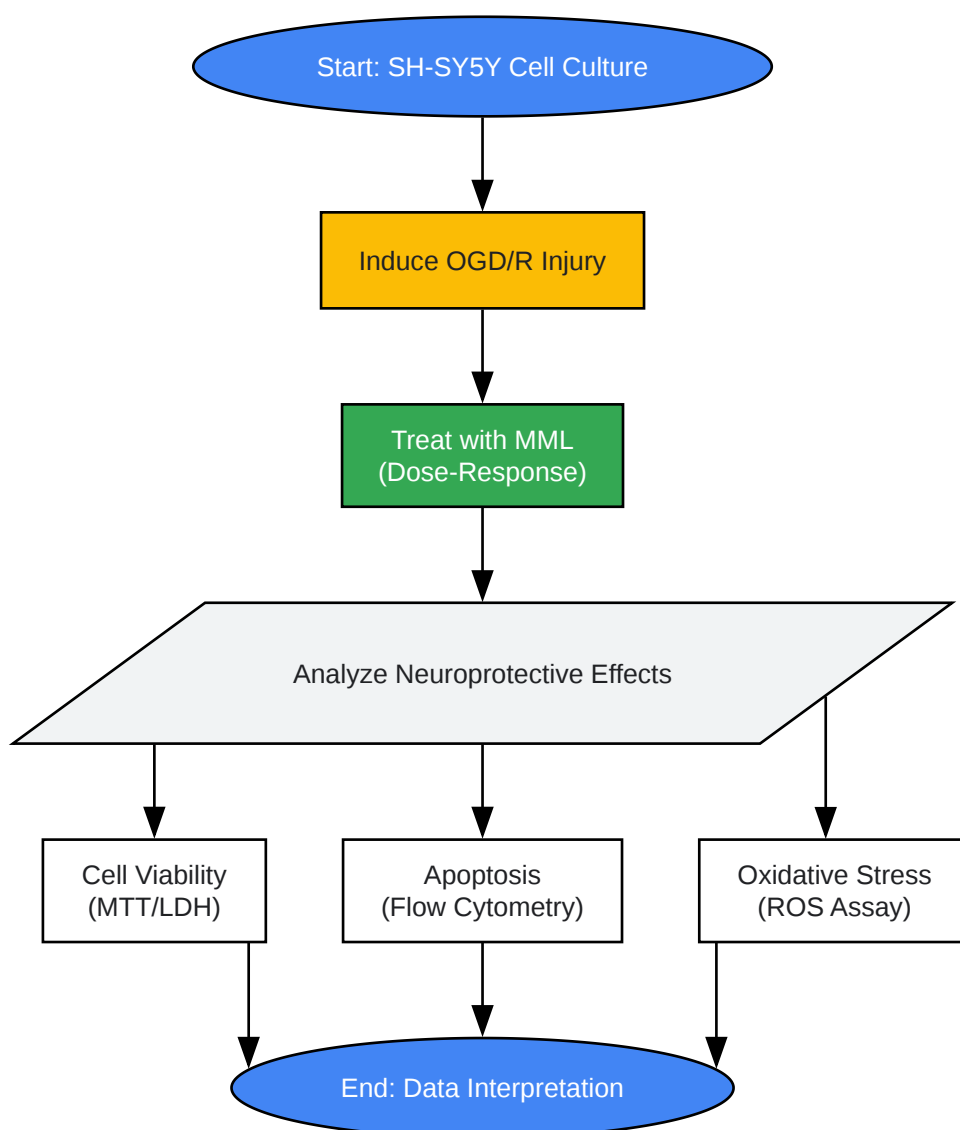 Start: SH-SY5Y Cell Culture
Induce OGD/R Injury
Treat with MML
(Dose-Response)
Analyze Neuroprotective Effects
Cell Viability
(MTT/LDH)
Apoptosis
(Flow Cytometry)
Oxidative Stress
(ROS Assay)
End: Data Interpretation